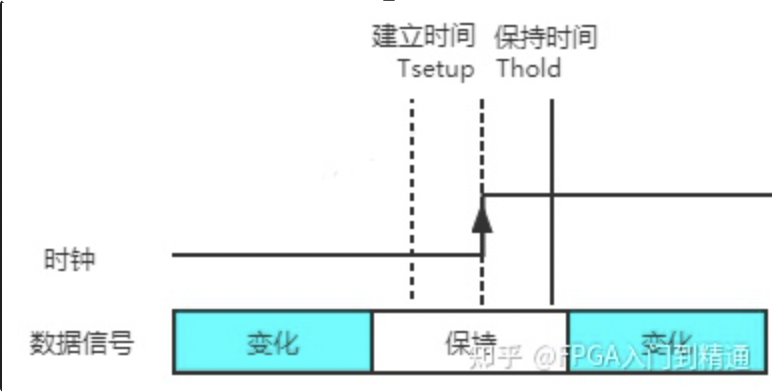 建立时间 保持时间
Tsetup Thold
时钟
数据信号 变化 保持 变化
知乎 @FPGA入门到精通